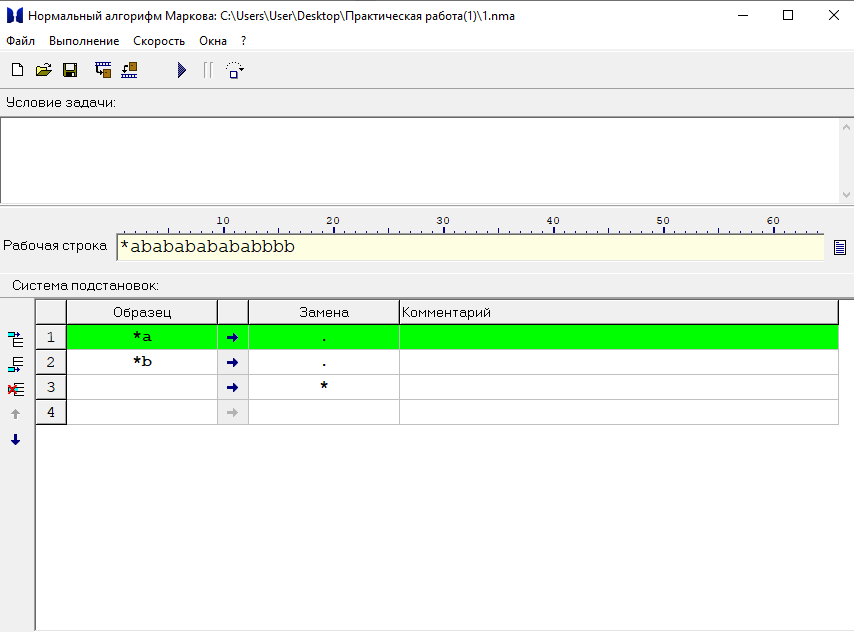 Нормальный алгорифм Маркова: C:\Users\User\Desktop\Практическая работа(1)\1.nma
Файл Выполнение Скорость Окна ?
Условие задачи:
10 20 30 40 50 60
Рабочая строка *abababababababbbb
Система подстановок:
Образец Замена Комментарий
1 *a → .
2 *b → .
3 → *
4 →